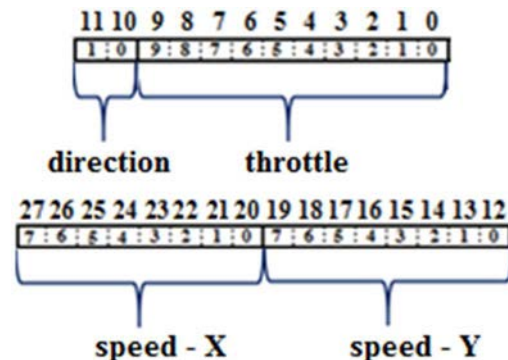 11 10 9 8 7 6 5 4 3 2 1 0
1 0 9 8 7 6 5 4 3 2 1 0
direction throttle
27 26 25 24 23 22 21 20 19 18 17 16 15 14 13 12
7 6 5 4 3 2 1 0 7 6 5 4 3 2 1 0
speed - X speed - Y